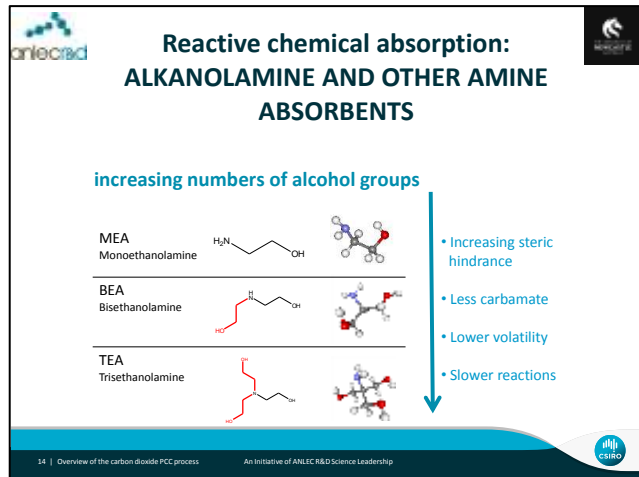 anlecr&d
Reactive chemical absorption:
ALKANOLAMINE AND OTHER AMINE
ABSORBENTS
NEWCASTLE
increasing numbers of alcohol groups
MEA
Monoethanolamine
H₂N
OH
• Increasing steric
hindrance
BEA
Bisethanolamine
H
N
OH
HO
• Less carbamate
• Lower volatility
TEA
Trisethanolamine
OH
N
OH
HO
• Slower reactions
14 | Overview of the carbon dioxide PCC process
An Initiative of ANLEC R&D Science Leadership
CSIRO